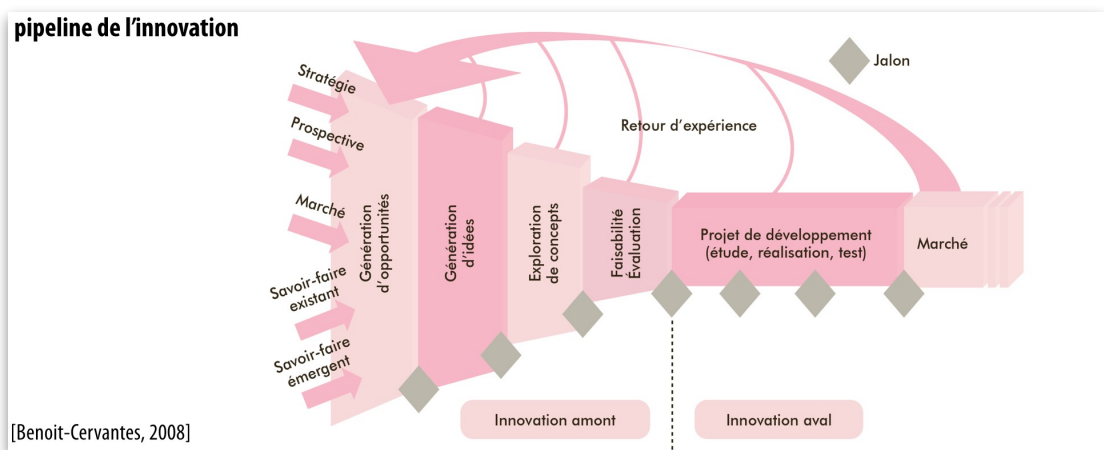 pipeline de l'innovation
Jalon
Stratégie
Prospective
Marché
Savoir-faire
existant
Savoir-faire
émergent
Retour d'expérience
Génération
d'opportunités
Génération
d'idées
Exploration
de concepts
Faisabilité
Évaluation
Projet de développement
(étude, réalisation, test)
Marché
Innovation amont
Innovation aval
[Benoit-Cervantes, 2008]